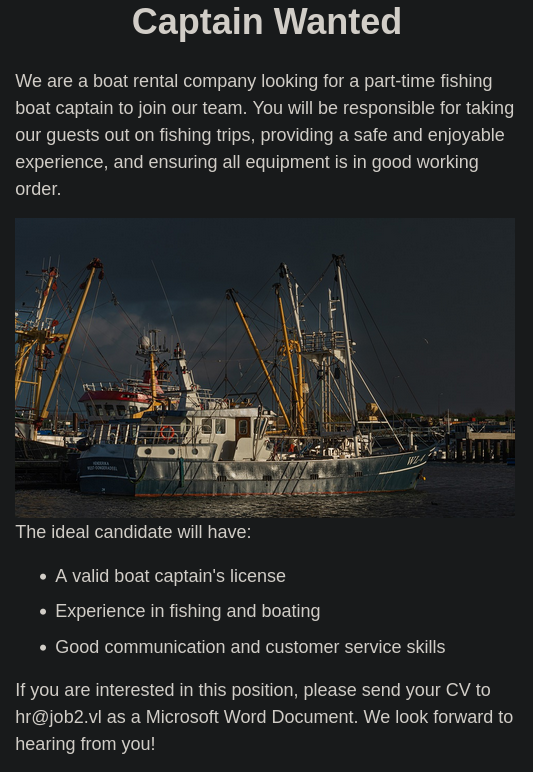 Captain Wanted
We are a boat rental company looking for a part-time fishing
boat captain to join our team. You will be responsible for taking
our guests out on fishing trips, providing a safe and enjoyable
experience, and ensuring all equipment is in good working
order.
The ideal candidate will have:
• A valid boat captain's license
• Experience in fishing and boating
• Good communication and customer service skills
If you are interested in this position, please send your CV to
hr@job2.vl as a Microsoft Word Document. We look forward to
hearing from you!